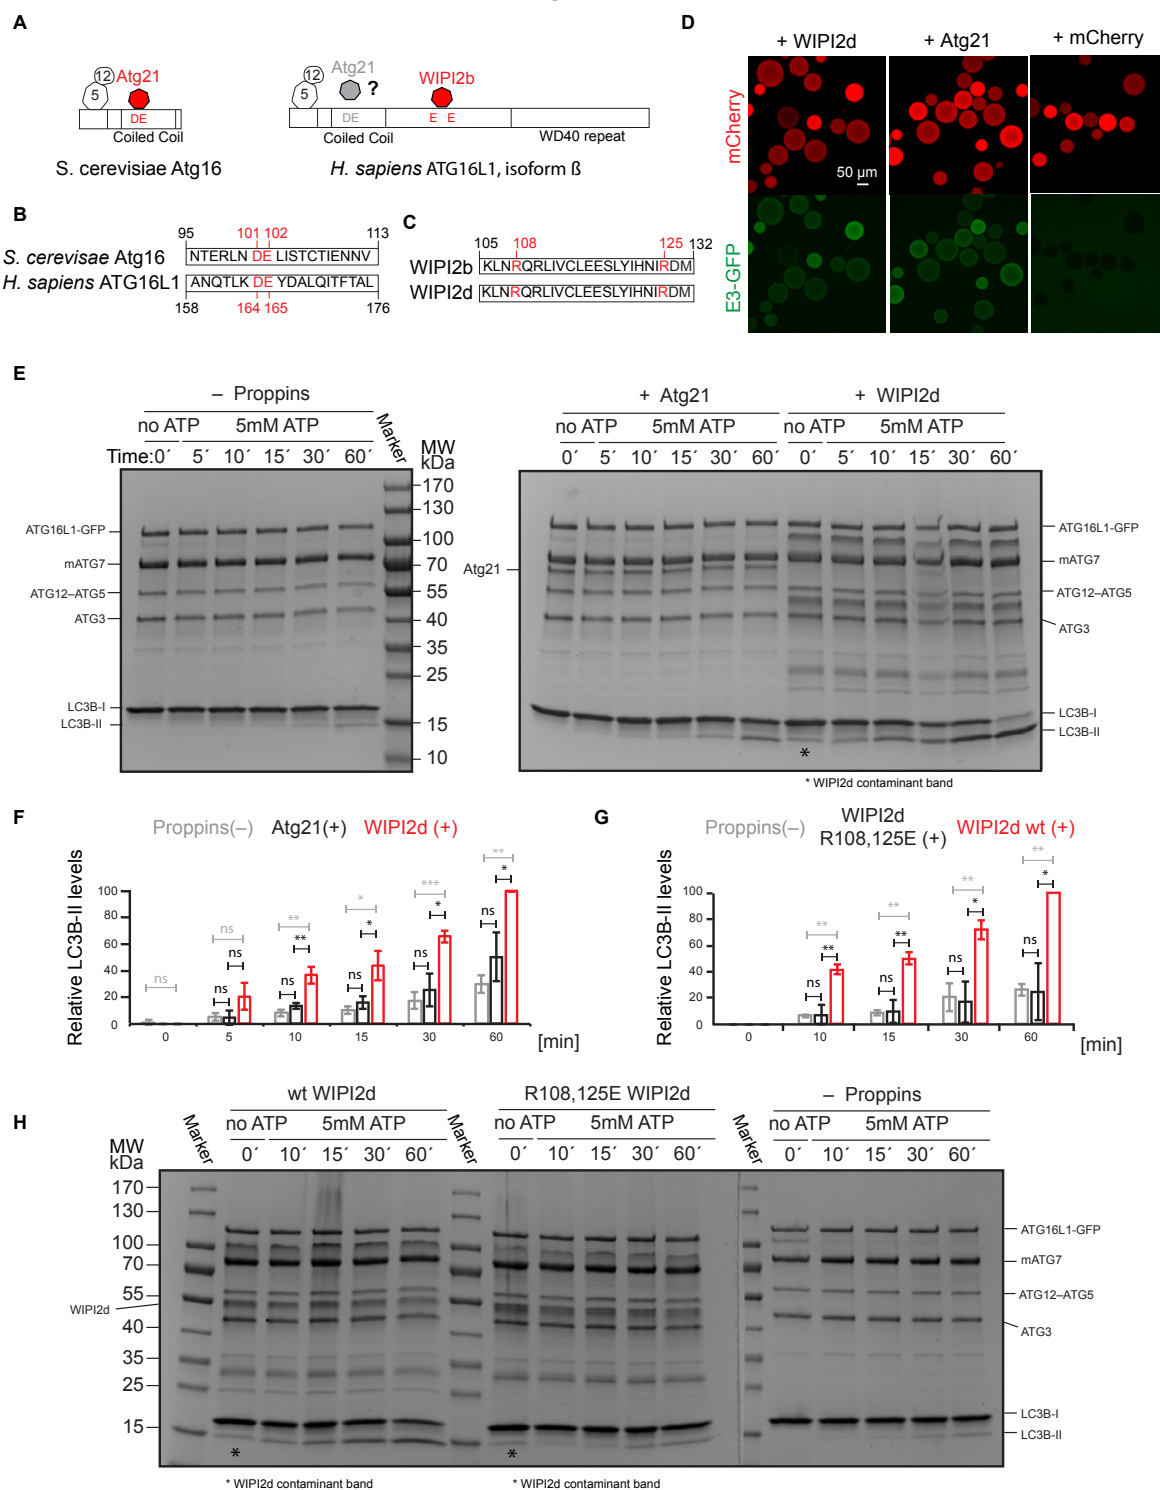 A
12
5
Atg21
DE
Coiled Coil
S. cerevisiae Atg16
12
5
Atg21
?
WIPI2b
DE
E E
Coiled Coil
WD40 repeat
H. sapiens ATG16L1, isoform ß
B
95 101 102 113
S. cerevisae Atg16 NTERLN DE LISTCTIENNV
H. sapiens ATG16L1 ANQTLK DE YDALQITFTAL
158 164 165 176
C
105 108 125 132
WIPI2b KLNRQRLIVCLEESLYIHNIRDM
WIPI2d KLNRQRLIVCLEESLYIHNIRDM
D
+ WIPI2d + Atg21 + mCherry
mCherry
50 µm
E3-GFP
E
– Proppins
no ATP 5mM ATP
Time: 0´ 5´ 10´ 15´ 30´ 60´
Marker
MW
kDa
170
130
100
70
55
40
35
25
15
10
ATG16L1-GFP
mATG7
ATG12–ATG5
ATG3
LC3B-I
LC3B-II
+ Atg21 + WIPI2d
no ATP 5mM ATP no ATP 5mM ATP
0´ 5´ 10´ 15´ 30´ 60´ 0´ 5´ 10´ 15´ 30´ 60´
Atg21
ATG16L1-GFP
mATG7
ATG12–ATG5
ATG3
LC3B-I
LC3B-II
*
* WIPI2d contaminant band
F
Proppins(–) Atg21(+) WIPI2d (+)
Relative LC3B-II levels
100
80
60
40
20
0
ns
ns
ns ns
**
**
ns
*
*
ns
***
*
ns
**
*
ns
0 5 10 15 30 60
[min]
G
Proppins(–) WIPI2d R108,125E (+) WIPI2d wt (+)
Relative LC3B-II levels
100
80
60
40
20
0
**
**
ns
**
**
ns
**
*
ns
**
*
ns
0 10 15 30 60
[min]
H
wt WIPI2d R108,125E WIPI2d – Proppins
no ATP 5mM ATP no ATP 5mM ATP no ATP 5mM ATP
Marker 0´ 10´ 15´ 30´ 60´ Marker 0´ 10´ 15´ 30´ 60´ Marker 0´ 10´ 15´ 30´ 60´
MW
kDa
170
130
100
70
55
WIPI2d
40
35
25
15
ATG16L1-GFP
mATG7
ATG12–ATG5
ATG3
LC3B-I
LC3B-II
* *
* WIPI2d contaminant band * WIPI2d contaminant band